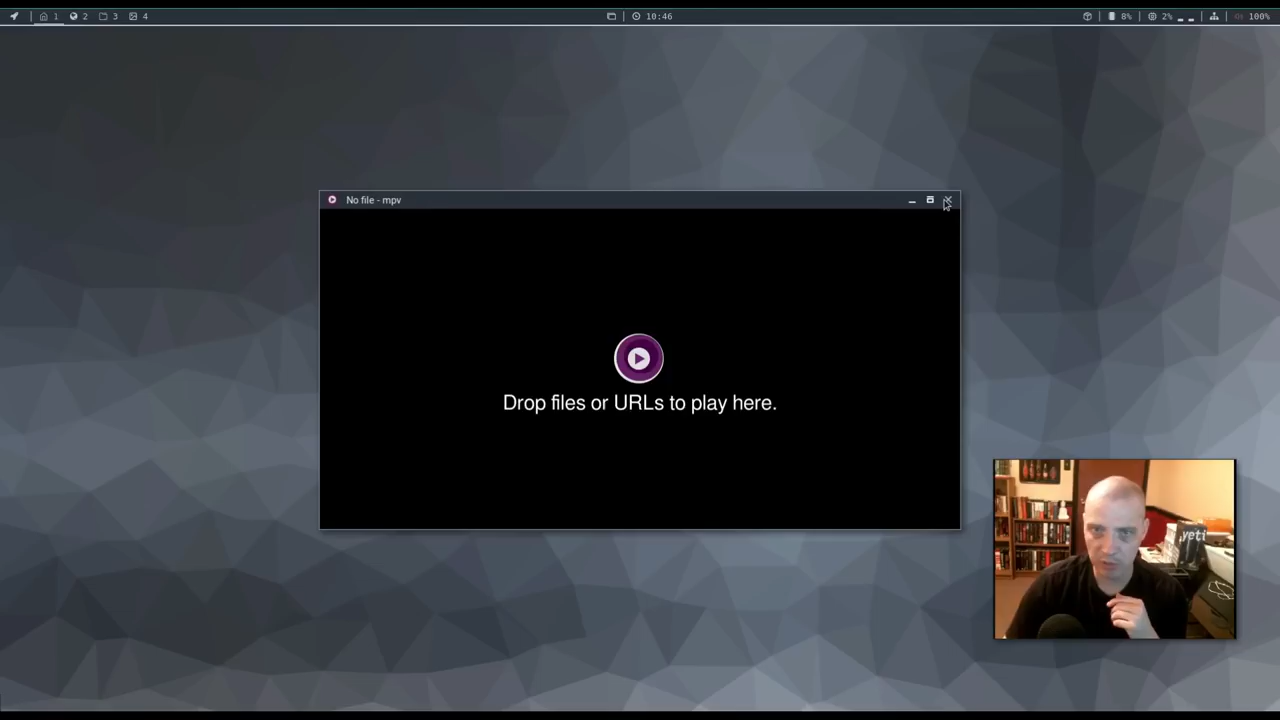 1 2 3 4 10:46 8% 2% 100%
No file - mpv
Drop files or URLs to play here.
yeti